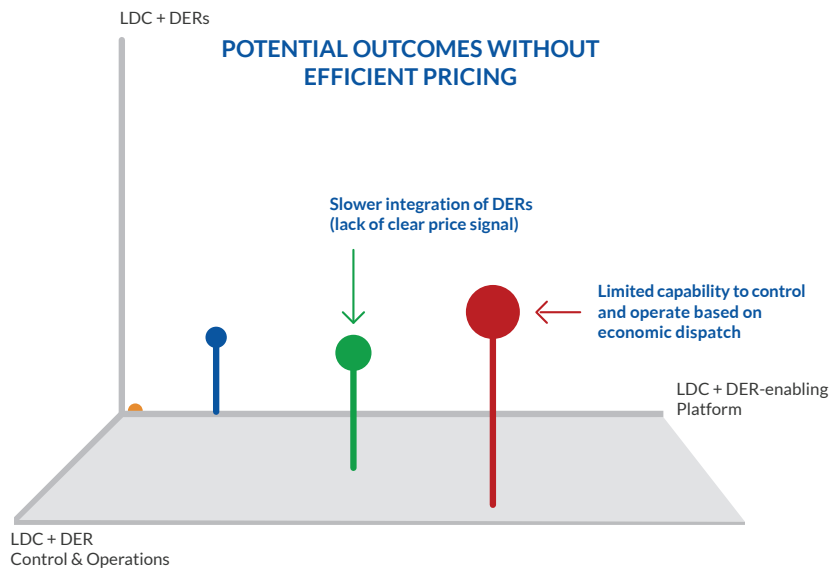 LDC + DERs
POTENTIAL OUTCOMES WITHOUT
EFFICIENT PRICING
Slower integration of DERs
(lack of clear price signal)
Limited capability to control
and operate based on
economic dispatch
LDC + DER-enabling
Platform
LDC + DER
Control & Operations